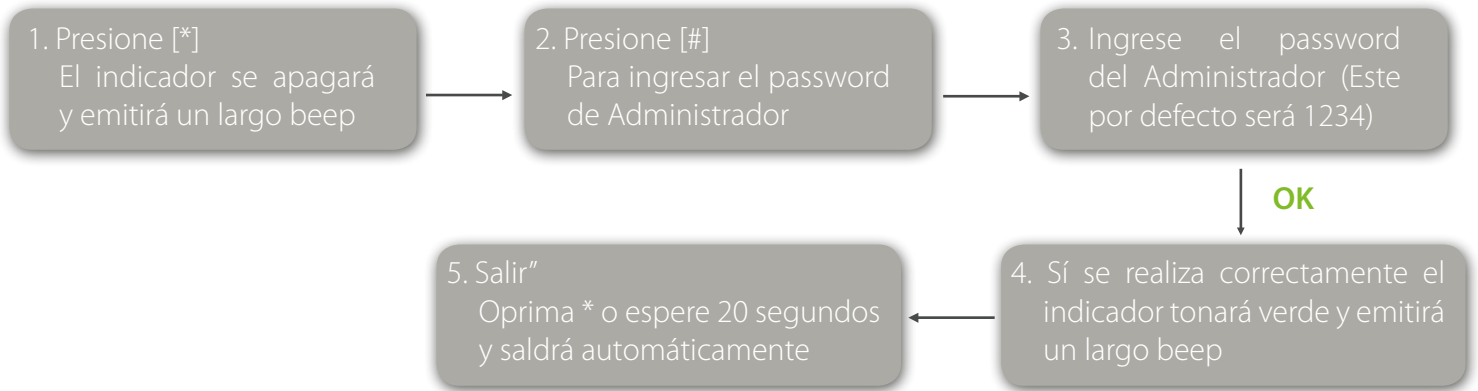 1. Presione [*]
El indicador se apagará
y emitirá un largo beep
2. Presione [#]
Para ingresar el password
de Administrador
3. Ingrese el password
del Administrador (Este
por defecto será 1234)
OK
4. Sí se realiza correctamente el
indicador tonará verde y emitirá
un largo beep
5. Salir”
Oprima * o espere 20 segundos
y saldrá automáticamente